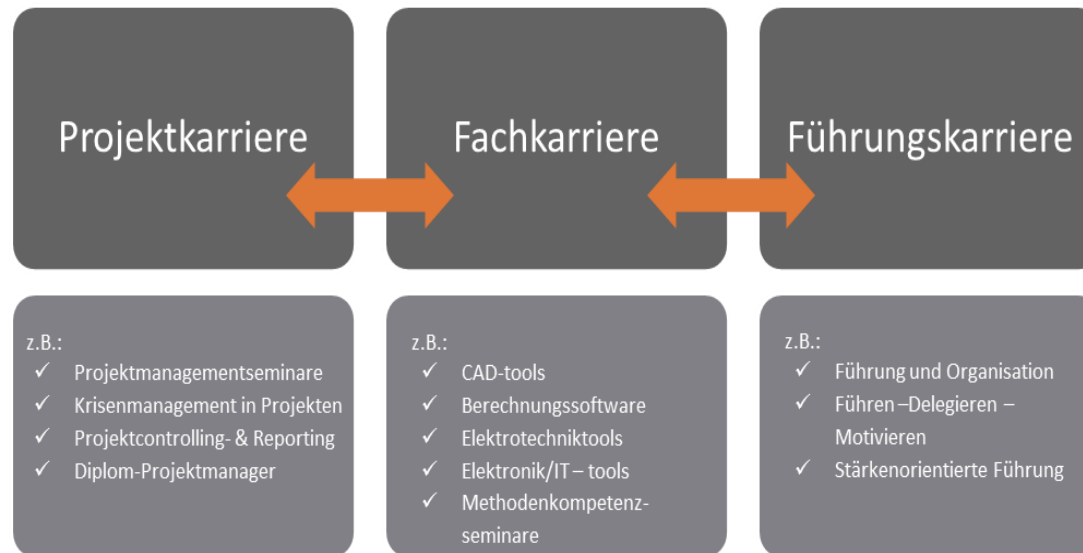 Projektkarriere
Fachkarriere
Führungskarriere
z.B.:
✓ Projektmanagementseminare
✓ Krisenmanagement in Projekten
✓ Projektcontrolling- & Reporting
✓ Diplom-Projektmanager
z.B.:
✓ CAD-tools
✓ Berechnungssoftware
✓ Elektrotechniktools
✓ Elektronik/IT – tools
✓ Methodenkompetenz-
seminare
z.B.:
✓ Führung und Organisation
✓ Führen –Delegieren –
Motivieren
✓ Stärkenorientierte Führung